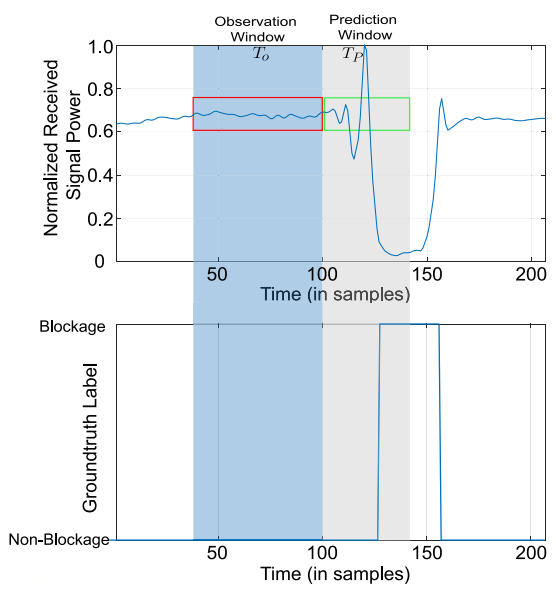 Observation
Window
T_o
Prediction
Window
T_P
Normalized Received
Signal Power
1.0
0.8
0.6
0.4
0.2
0
50
100
150
200
Time (in samples)
Blockage
Groundtruth Label
Non-Blockage
50
100
150
200
Time (in samples)